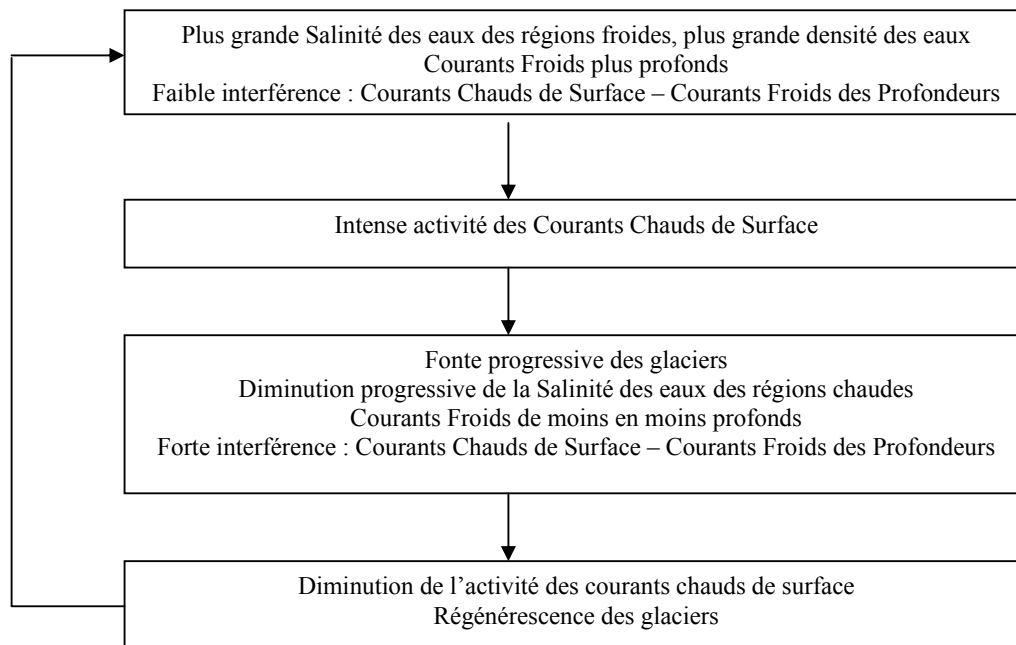 Plus grande Salinité des eaux des régions froides, plus grande densité des eaux
Courants Froids plus profonds
Faible interférence : Courants Chauds de Surface – Courants Froids des Profondeurs
Intense activité des Courants Chauds de Surface
Fonte progressive des glaciers
Diminution progressive de la Salinité des eaux des régions chaudes
Courants Froids de moins en moins profonds
Forte interférence : Courants Chauds de Surface – Courants Froids des Profondeurs
Diminution de l’activité des courants chauds de surface
Régénérescence des glaciers